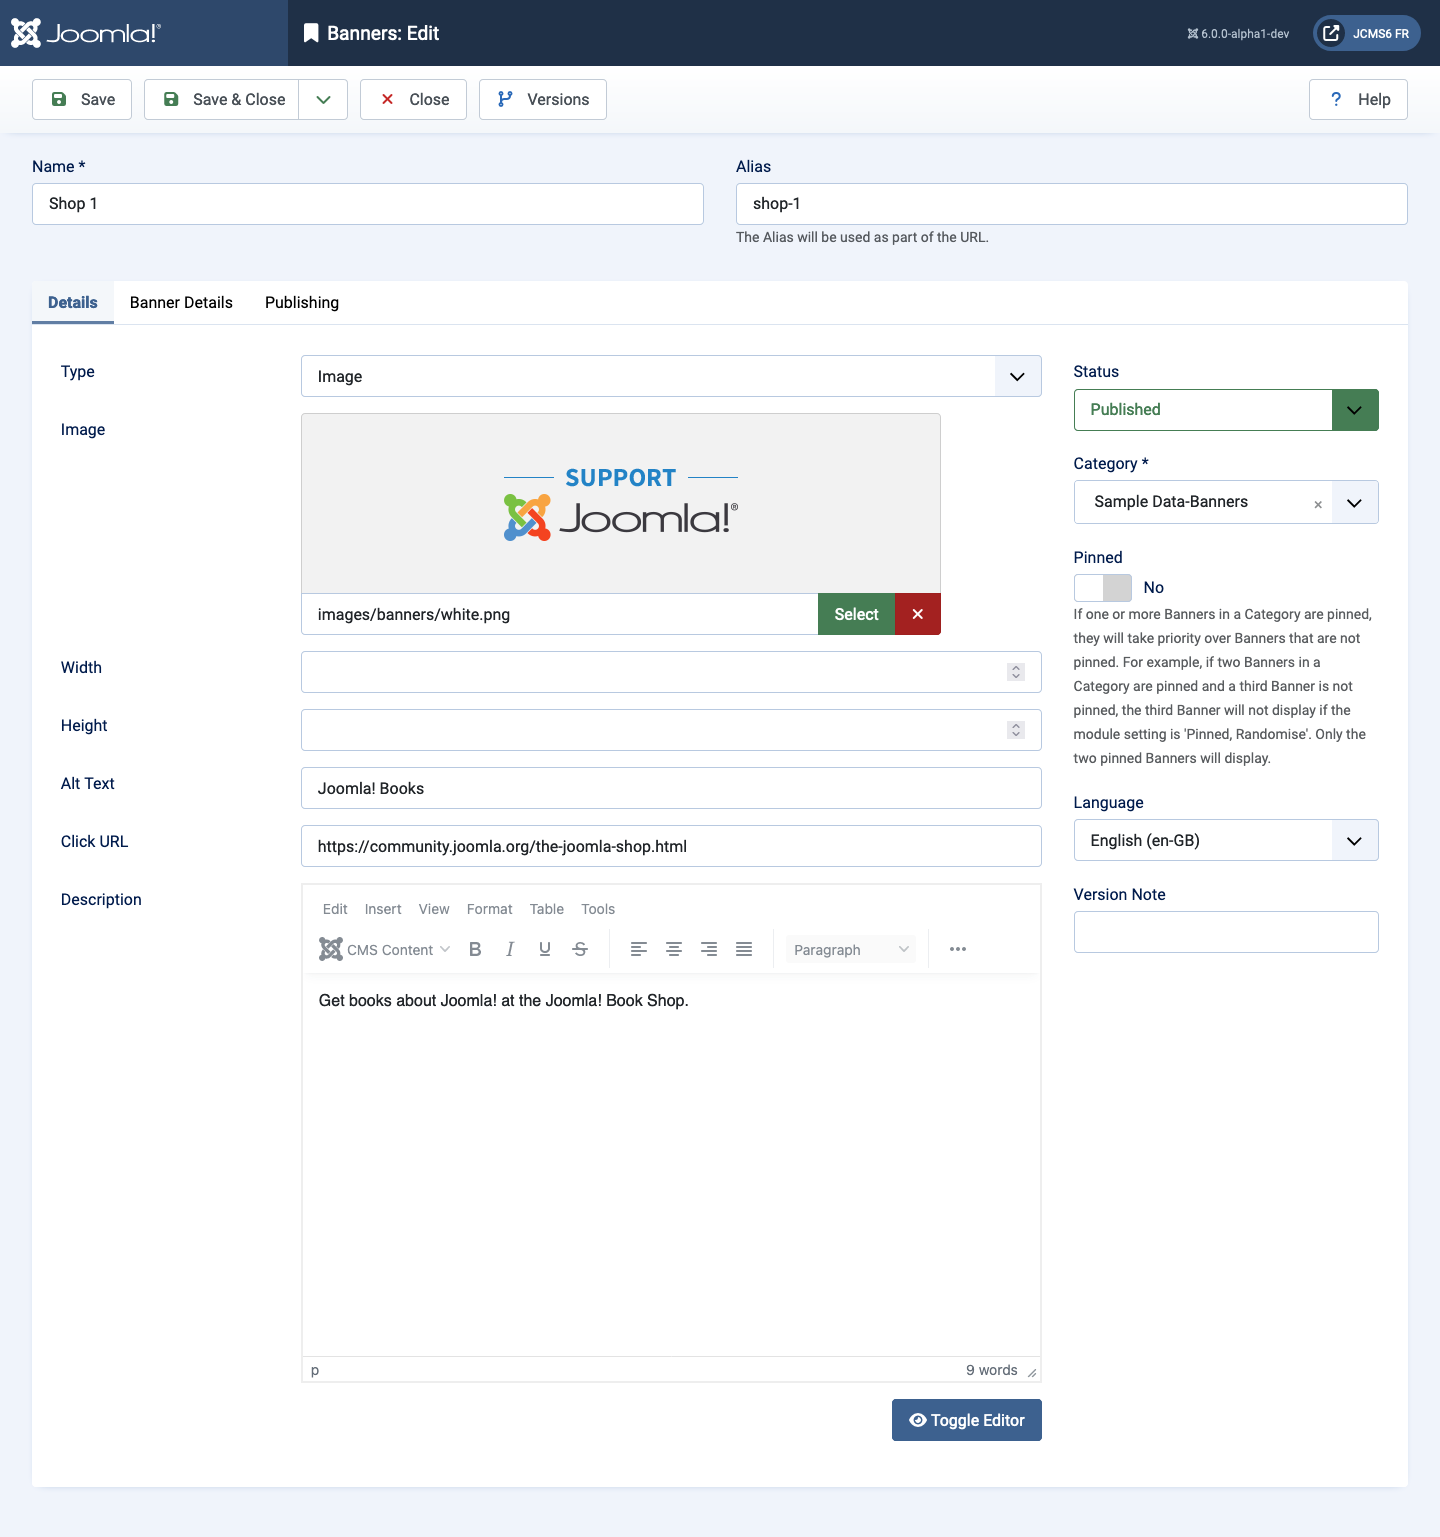 Joomla!®
Banners: Edit
6.0.0-alpha1-dev
JCMS6 FR
Save
Save & Close
Close
Versions
? Help
Name *
Shop 1
Alias
shop-1
The Alias will be used as part of the URL.
Details
Banner Details
Publishing
Type
Image
Image
SUPPORT
Joomla!®
images/banners/white.png
Select
Width
Height
Alt Text
Joomla! Books
Click URL
https://community.joomla.org/the-joomla-shop.html
Description
Edit Insert View Format Table Tools
CMS Content B I U S Paragraph
Get books about Joomla! at the Joomla! Book Shop.
p
9 words
Toggle Editor
Status
Published
Category *
Sample Data-Banners ×
Pinned
No
If one or more Banners in a Category are pinned,
they will take priority over Banners that are not
pinned. For example, if two Banners in a
Category are pinned and a third Banner is not
pinned, the third Banner will not display if the
module setting is 'Pinned, Randomise'. Only the
two pinned Banners will display.
Language
English (en-GB)
Version Note